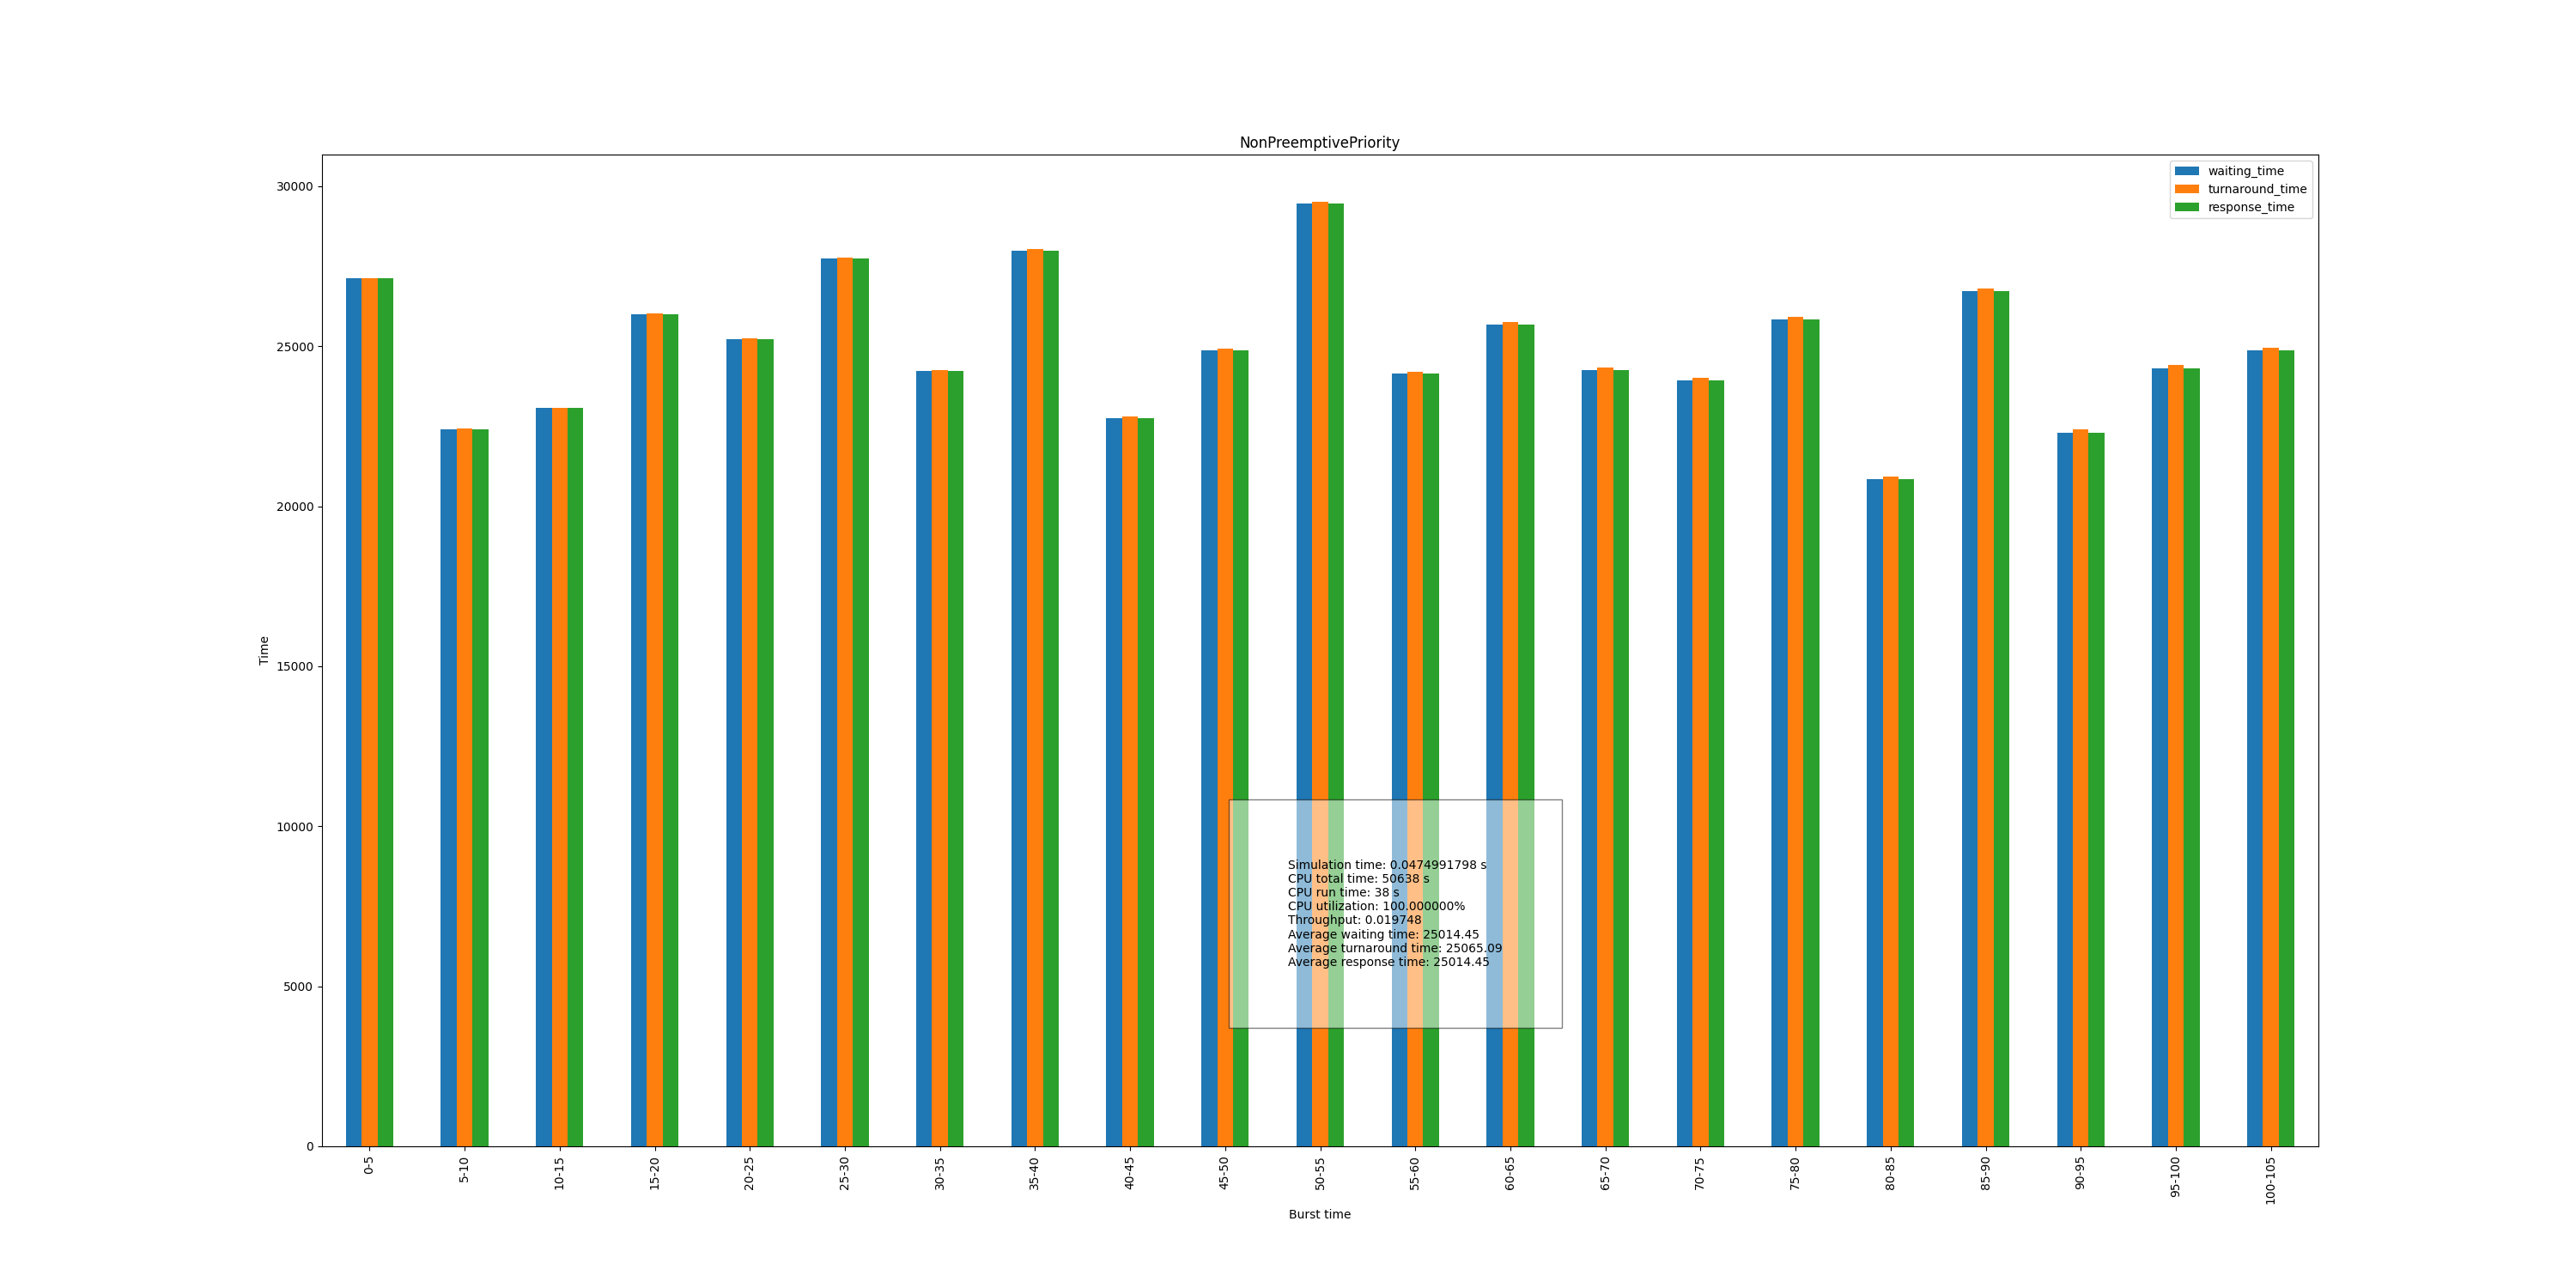 NonPreemptivePriority
waiting_time
turnaround_time
response_time
30000
25000
20000
15000
10000
5000
0
Time
Simulation time: 0.0474991798 s
CPU total time: 50638 s
CPU run time: 38 s
CPU utilization: 100.000000%
Throughput: 0.019748
Average waiting time: 25014.45
Average turnaround time: 25065.09
Average response time: 25014.45
0-5
5-10
10-15
15-20
20-25
25-30
30-35
35-40
40-45
45-50
50-55
55-60
60-65
65-70
70-75
75-80
80-85
85-90
90-95
95-100
100-105
Burst time